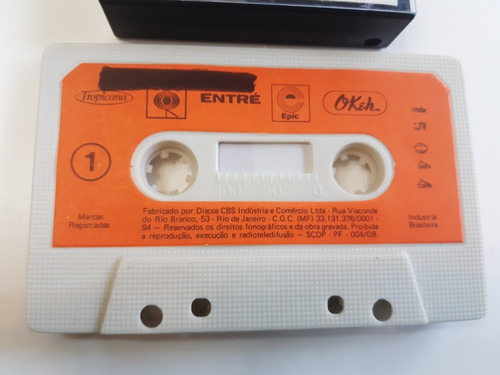 Tropicana
ENTRÉ
Epic
OKeh
15044
1
100 50 0
Marcas
Registradas
Fabricado por Discos CBS Indústria e Comércio Ltda - Rua Visconde
do Rio Branco, 53 - Rio de Janeiro - C.G.C. (MF) 33.131.376/0001 -
94 — Reservados os direitos fonográficos e da obra gravada. Proibida
a reprodução, execução e radioteledifusão — SCDP - PF - 004/GB.
Industria
Brasileira